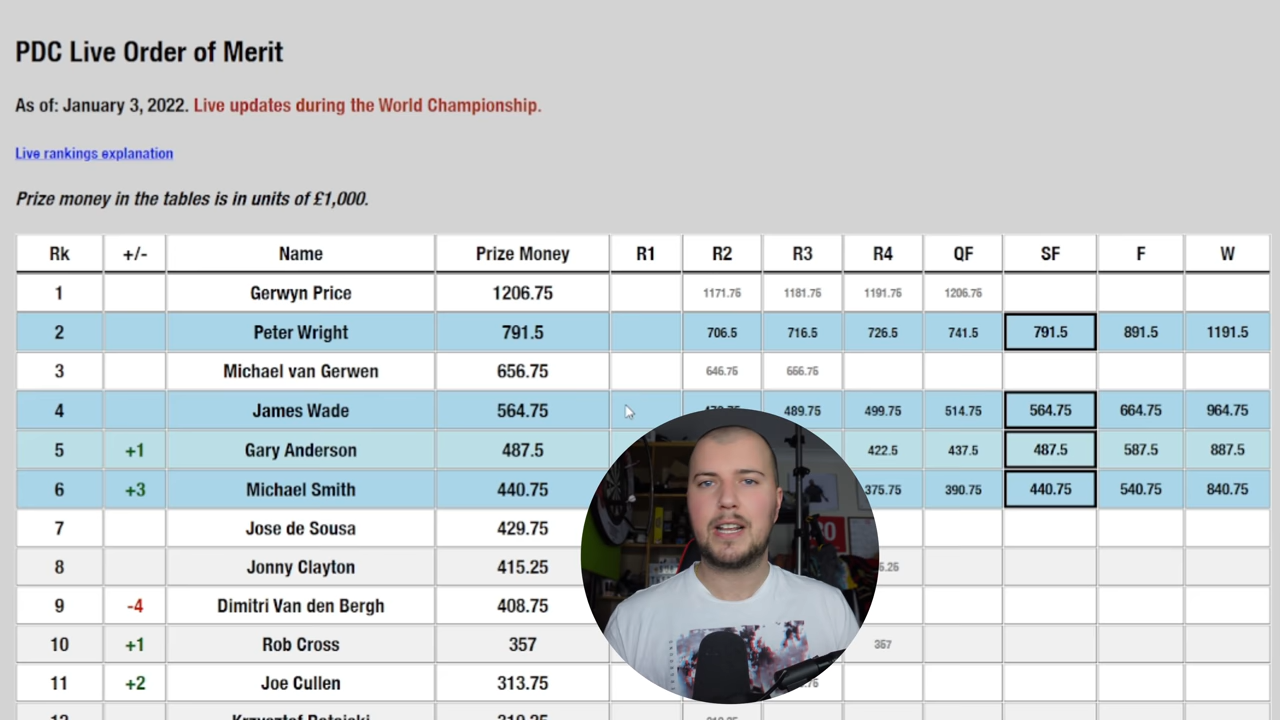 PDC Live Order of Merit
As of: January 3, 2022. Live updates during the World Championship.
Live rankings explanation
Prize money in the tables is in units of £1,000.
Rk +/- Name Prize Money R1 R2 R3 R4 QF SF F W
1 Gerwyn Price 1206.75 1171.75 1181.75 1191.75 1206.75
2 Peter Wright 791.5 706.5 716.5 726.5 741.5 791.5 891.5 1191.5
3 Michael van Gerwen 656.75 646.75 656.75
4 James Wade 564.75 489.75 499.75 514.75 564.75 664.75 964.75
5 +1 Gary Anderson 487.5 422.5 437.5 487.5 587.5 887.5
6 +3 Michael Smith 440.75 375.75 390.75 440.75 540.75 840.75
7 Jose de Sousa 429.75
8 Jonny Clayton 415.25
9 -4 Dimitri Van den Bergh 408.75
10 +1 Rob Cross 357 357
11 +2 Joe Cullen 313.75